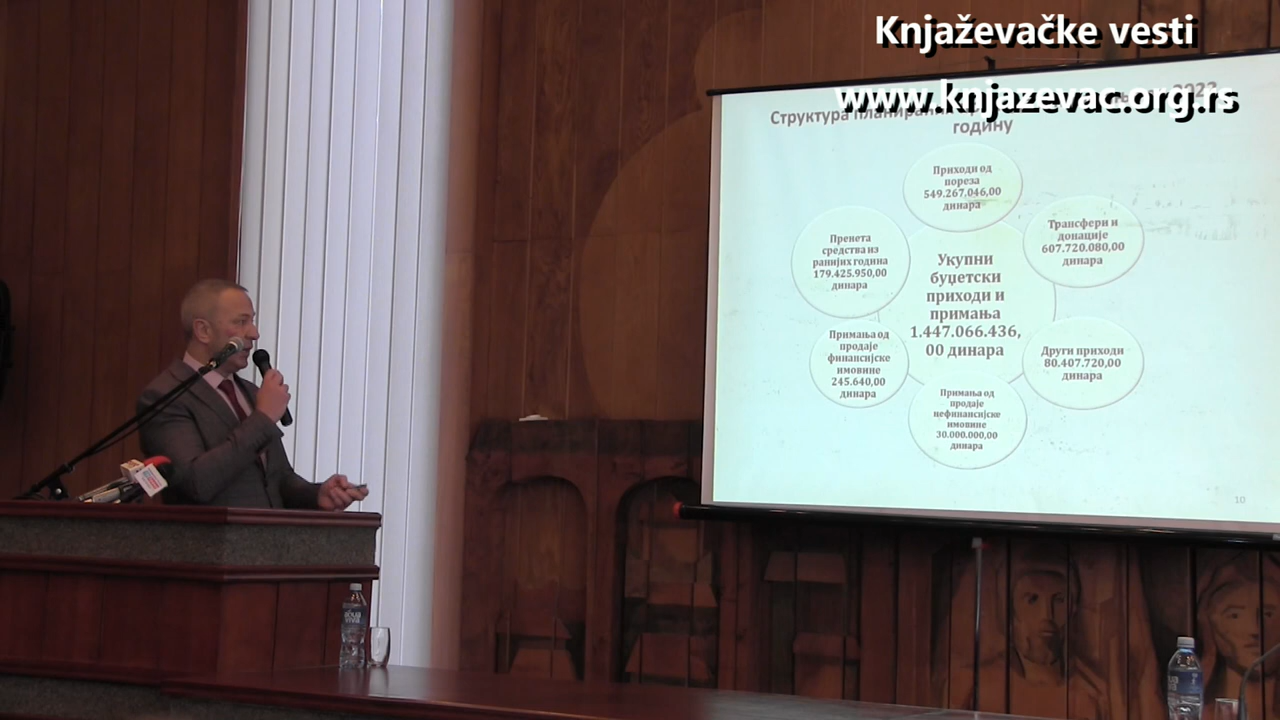 Knjaževačke vesti
www.knjazevac.org.rs
Структура
годину
Приходи од
пореза
549.267.046,00
динара
Трансфери и
донације
607.720.080,00
динара
Други приходи
80.407.720,00
динара
Примања од
продаје
нефинансијске
имовине
30.000.000,00
динара
Примања од
продаје
финансијске
имовине
245.640,00
динара
Пренета
средства из
ранијих година
179.425.950,00
динара
Укупни
буџетски
приходи и
примања
1.447.066.436,
00 динара
10